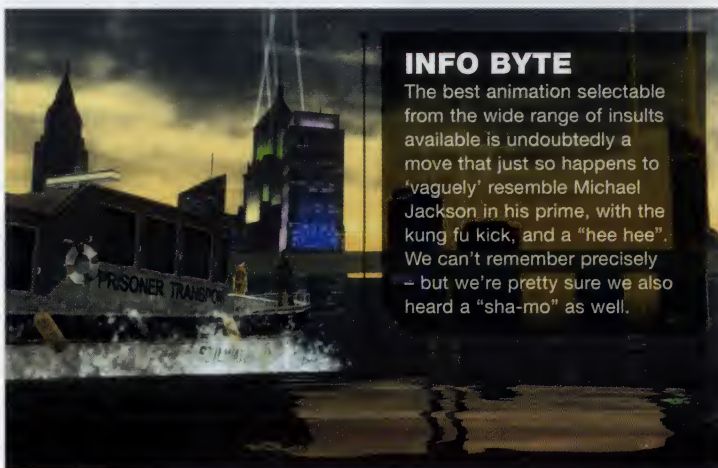 INFO BYTE
The best animation selectable
from the wide range of insults
available is undoubtedly a
move that just so happens to
'vaguely' resemble Michael
Jackson in his prime, with the
kung fu kick, and a "hee hee".
We can't remember precisely
– but we're pretty sure we also
heard a "sha-mo" as well.
PRISONER TRANSPORT